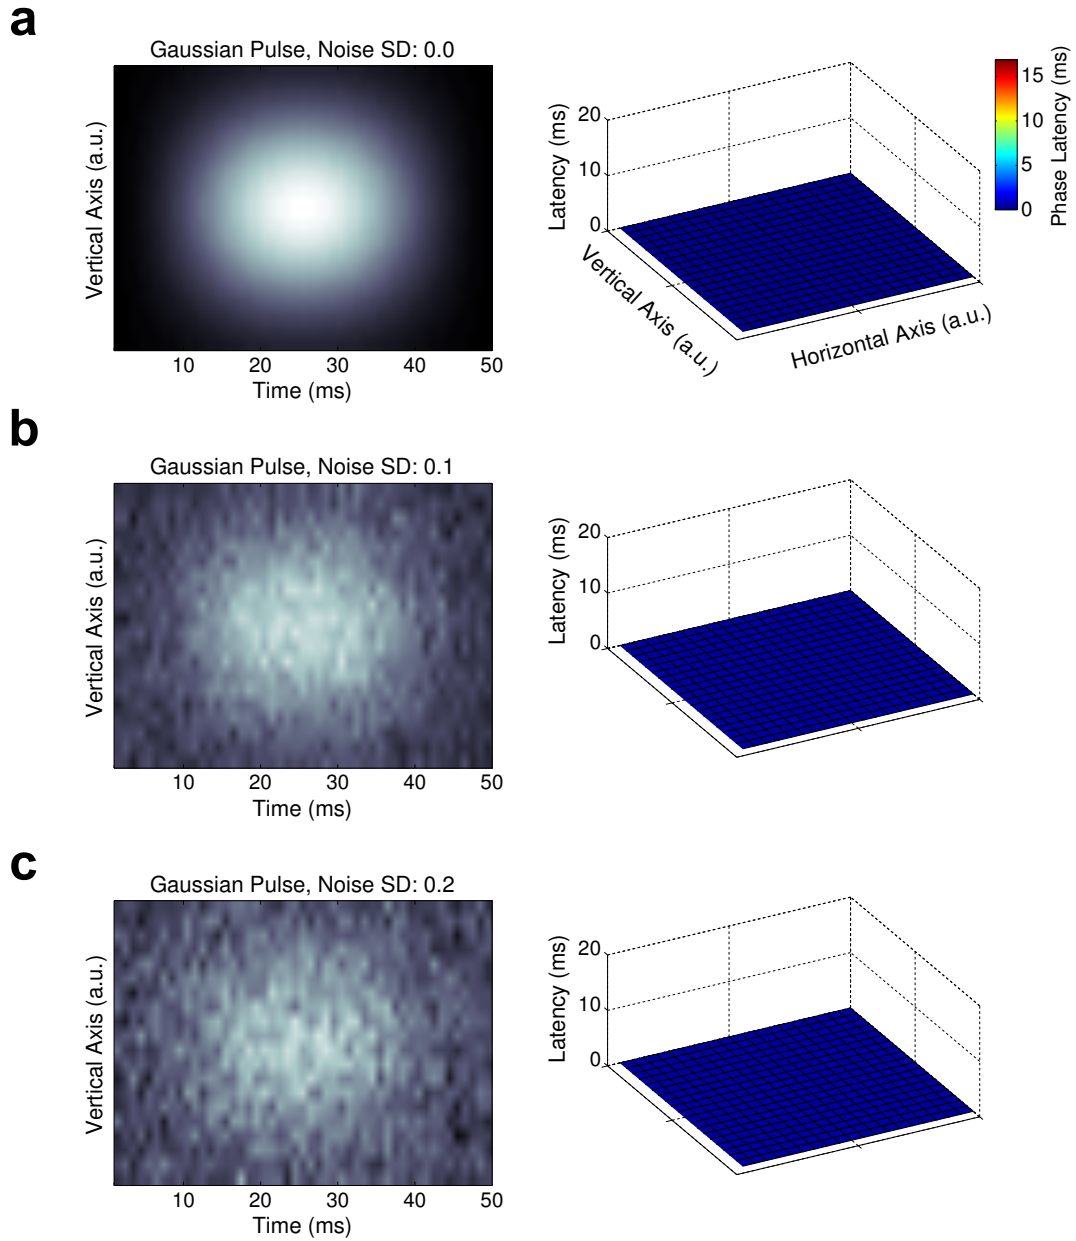 a
Gaussian Pulse, Noise SD: 0.0
Vertical Axis (a.u.)
10 20 30 40 50
Time (ms)
20
10
0
Latency (ms)
Vertical Axis (a.u.)
Horizontal Axis (a.u.)
15
10
5
0
Phase Latency (ms)
b
Gaussian Pulse, Noise SD: 0.1
Vertical Axis (a.u.)
10 20 30 40 50
Time (ms)
20
10
0
Latency (ms)
c
Gaussian Pulse, Noise SD: 0.2
Vertical Axis (a.u.)
10 20 30 40 50
Time (ms)
20
10
0
Latency (ms)